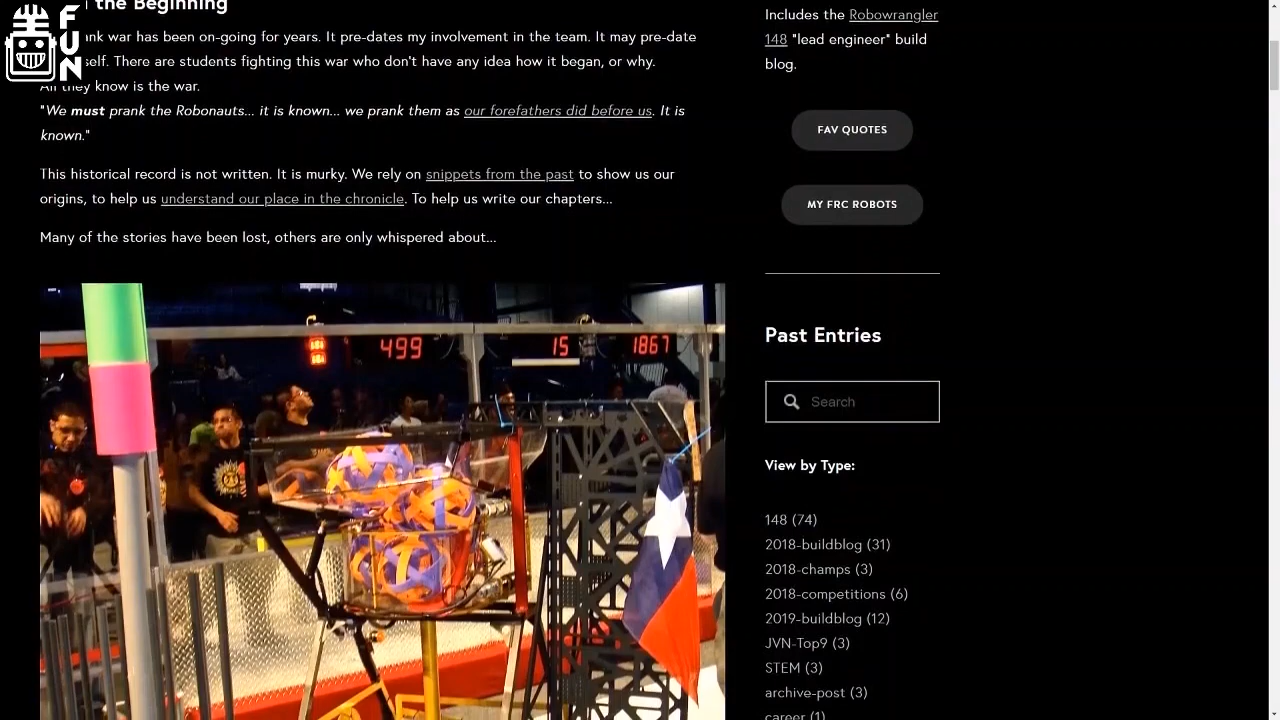 the Beginning
ank war has been on-going for years. It pre-dates my involvement in the team. It may pre-date
self. There are students fighting this war who don't have any idea how it began, or why.
All they know is the war.
"We must prank the Robonauts... it is known... we prank them as our forefathers did before us. It is
known."
This historical record is not written. It is murky. We rely on snippets from the past to show us our
origins, to help us understand our place in the chronicle. To help us write our chapters...
Many of the stories have been lost, others are only whispered about...
499
15
1867
FUN
Includes the Robowrangler
148 "lead engineer" build
blog.
FAV QUOTES
MY FRC ROBOTS
Past Entries
Search
View by Type:
148 (74)
2018-buildblog (31)
2018-champs (3)
2018-competitions (6)
2019-buildblog (12)
JVN-Top9 (3)
STEM (3)
archive-post (3)
career (1)